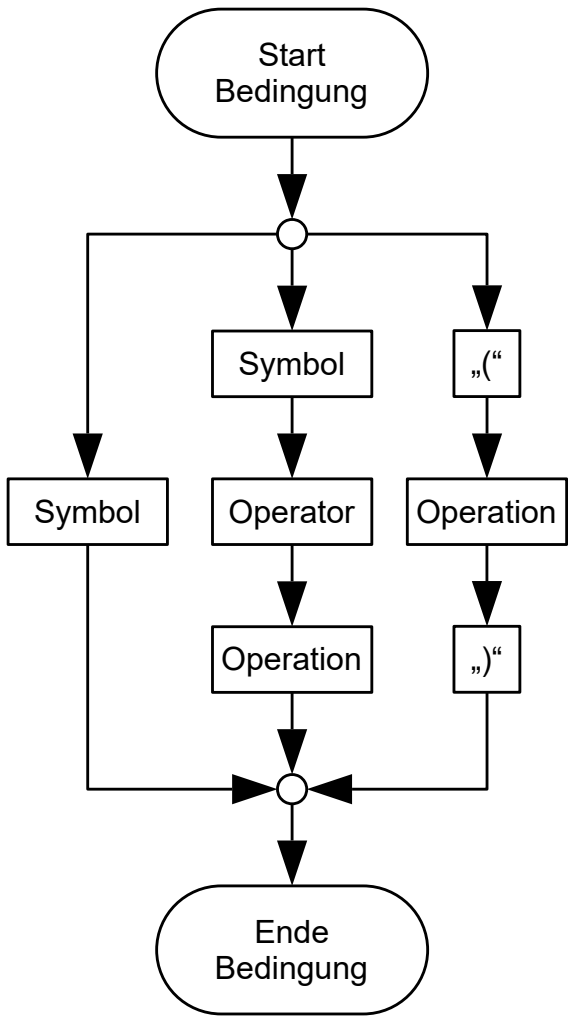 Start
Bedingung
Symbol
„(“
Symbol
Operator
Operation
Operation
„)“
Ende
Bedingung